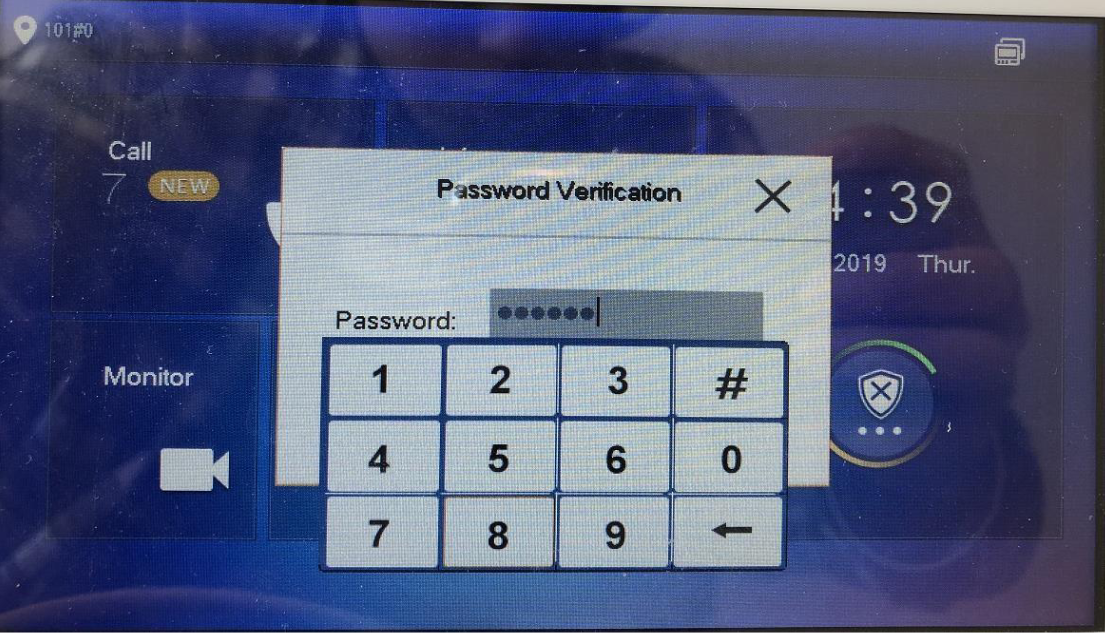 101#0
Call
7 NEW
Password Verification
:39
2019 Thur.
Password: ••••••
Monitor
1 2 3 #
4 5 6 0
7 8 9 ←